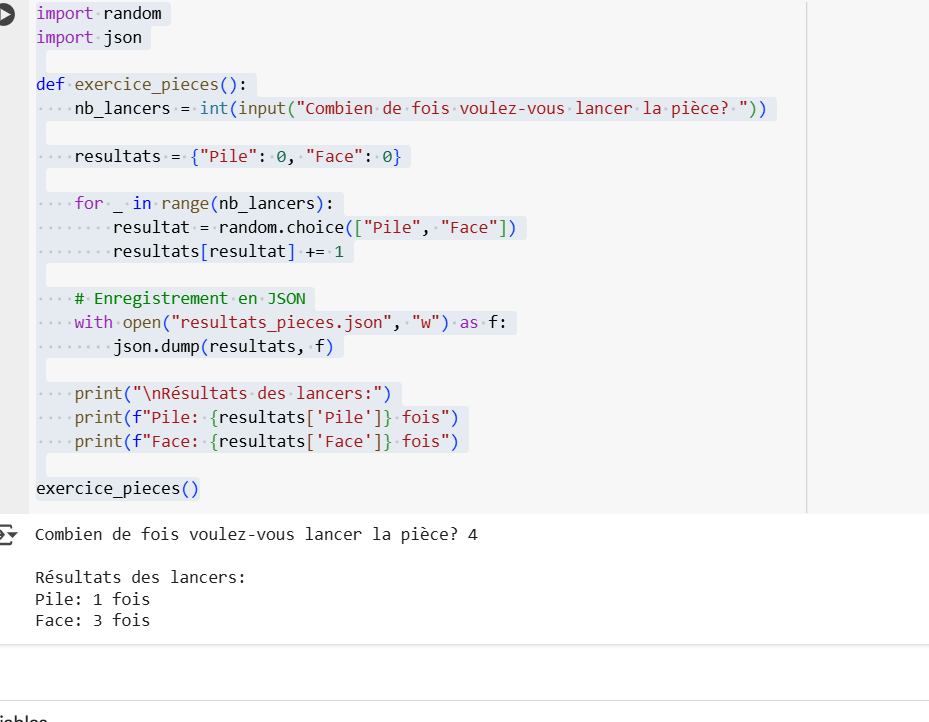 import random
import json
def exercice_pieces():
    nb_lancers = int(input("Combien de fois voulez-vous lancer la pièce? "))
    resultats = {"Pile": 0, "Face": 0}
    for _ in range(nb_lancers):
        resultat = random.choice(["Pile", "Face"])
        resultats[resultat] += 1
    # Enregistrement en JSON
    with open("resultats_pieces.json", "w") as f:
        json.dump(resultats, f)
    print("\nRésultats des lancers:")
    print(f"Pile: {resultats['Pile']} fois")
    print(f"Face: {resultats['Face']} fois")
exercice_pieces()
Combien de fois voulez-vous lancer la pièce? 4
Résultats des lancers:
Pile: 1 fois
Face: 3 fois